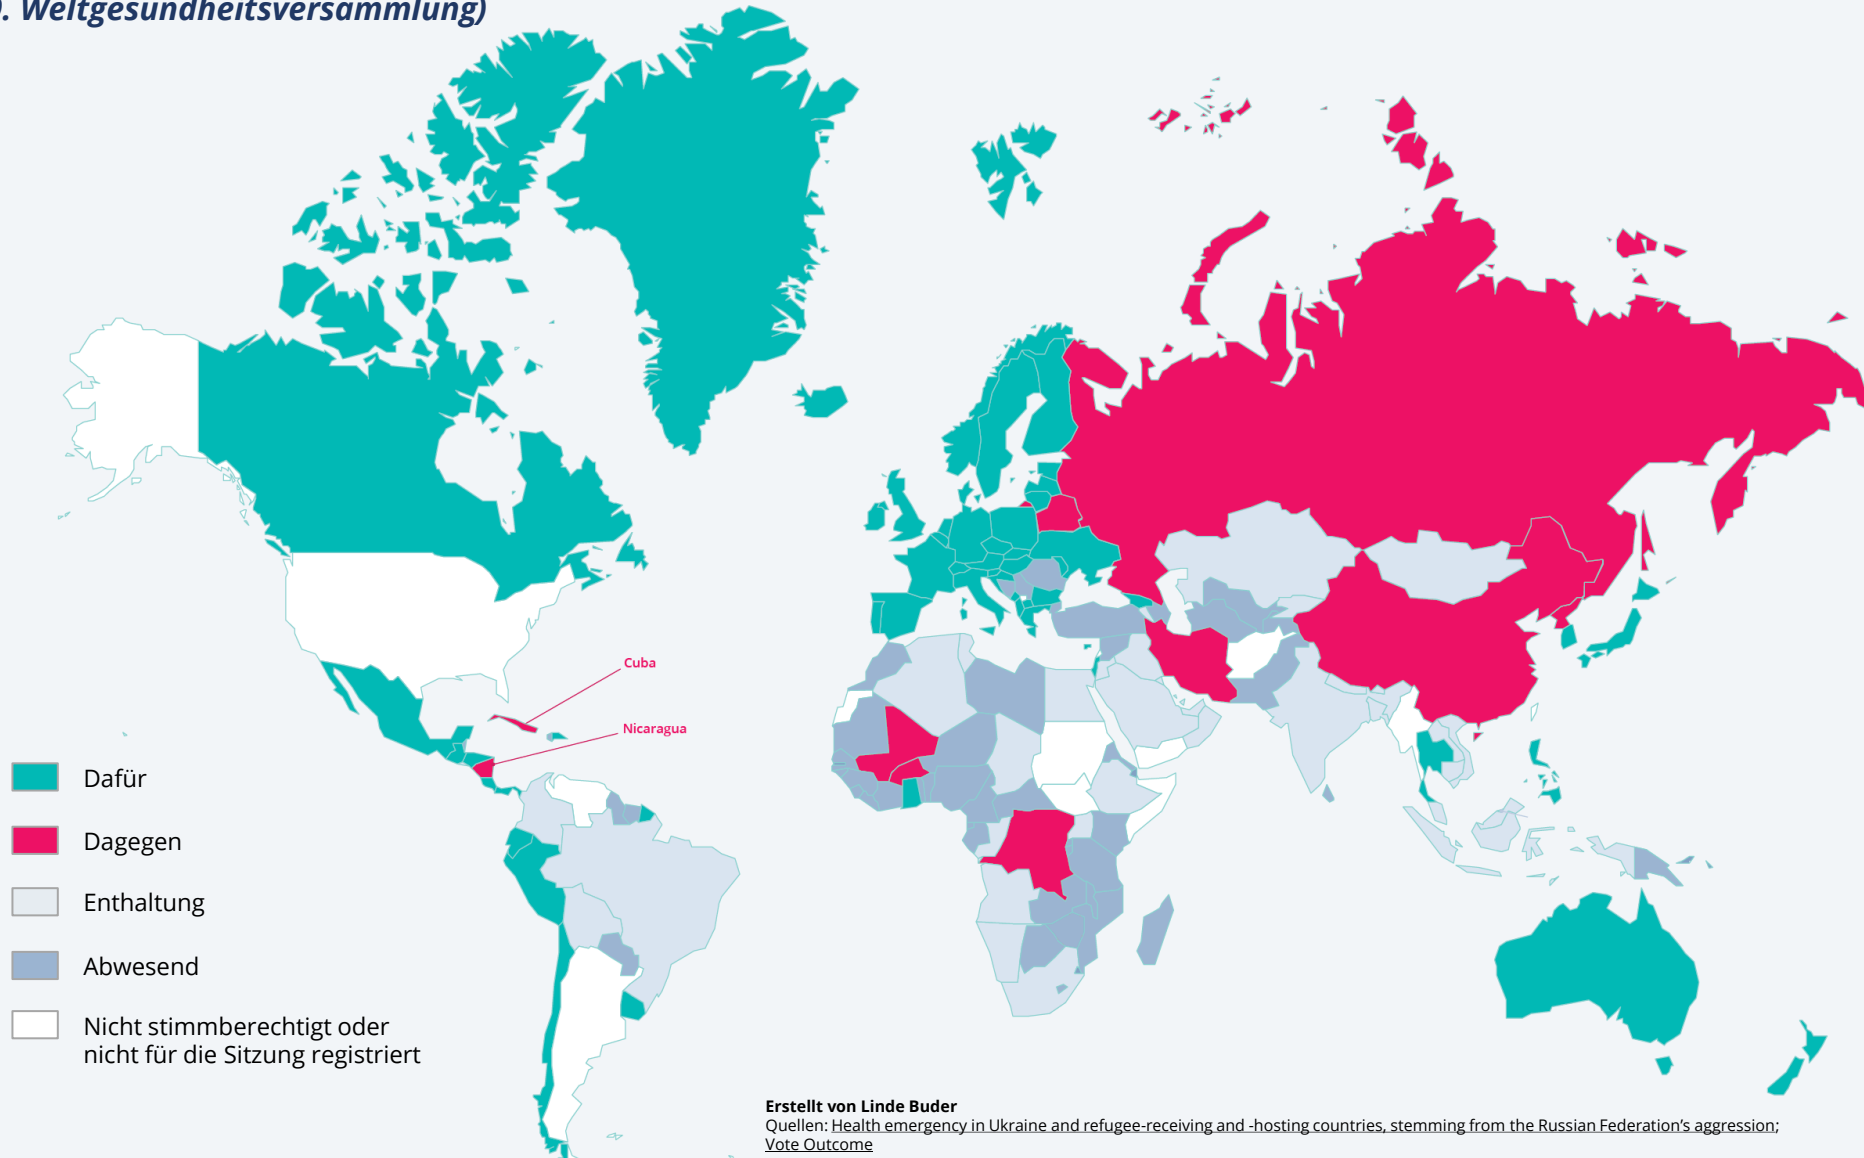 . Weltgesundheitsversammlung)
Cuba
Nicaragua
Dafür
Dagegen
Enthaltung
Abwesend
Nicht stimmberechtigt oder
nicht für die Sitzung registriert
Erstellt von Linde Buder
Quellen: Health emergency in Ukraine and refugee-receiving and -hosting countries, stemming from the Russian Federation's aggression;
Vote Outcome